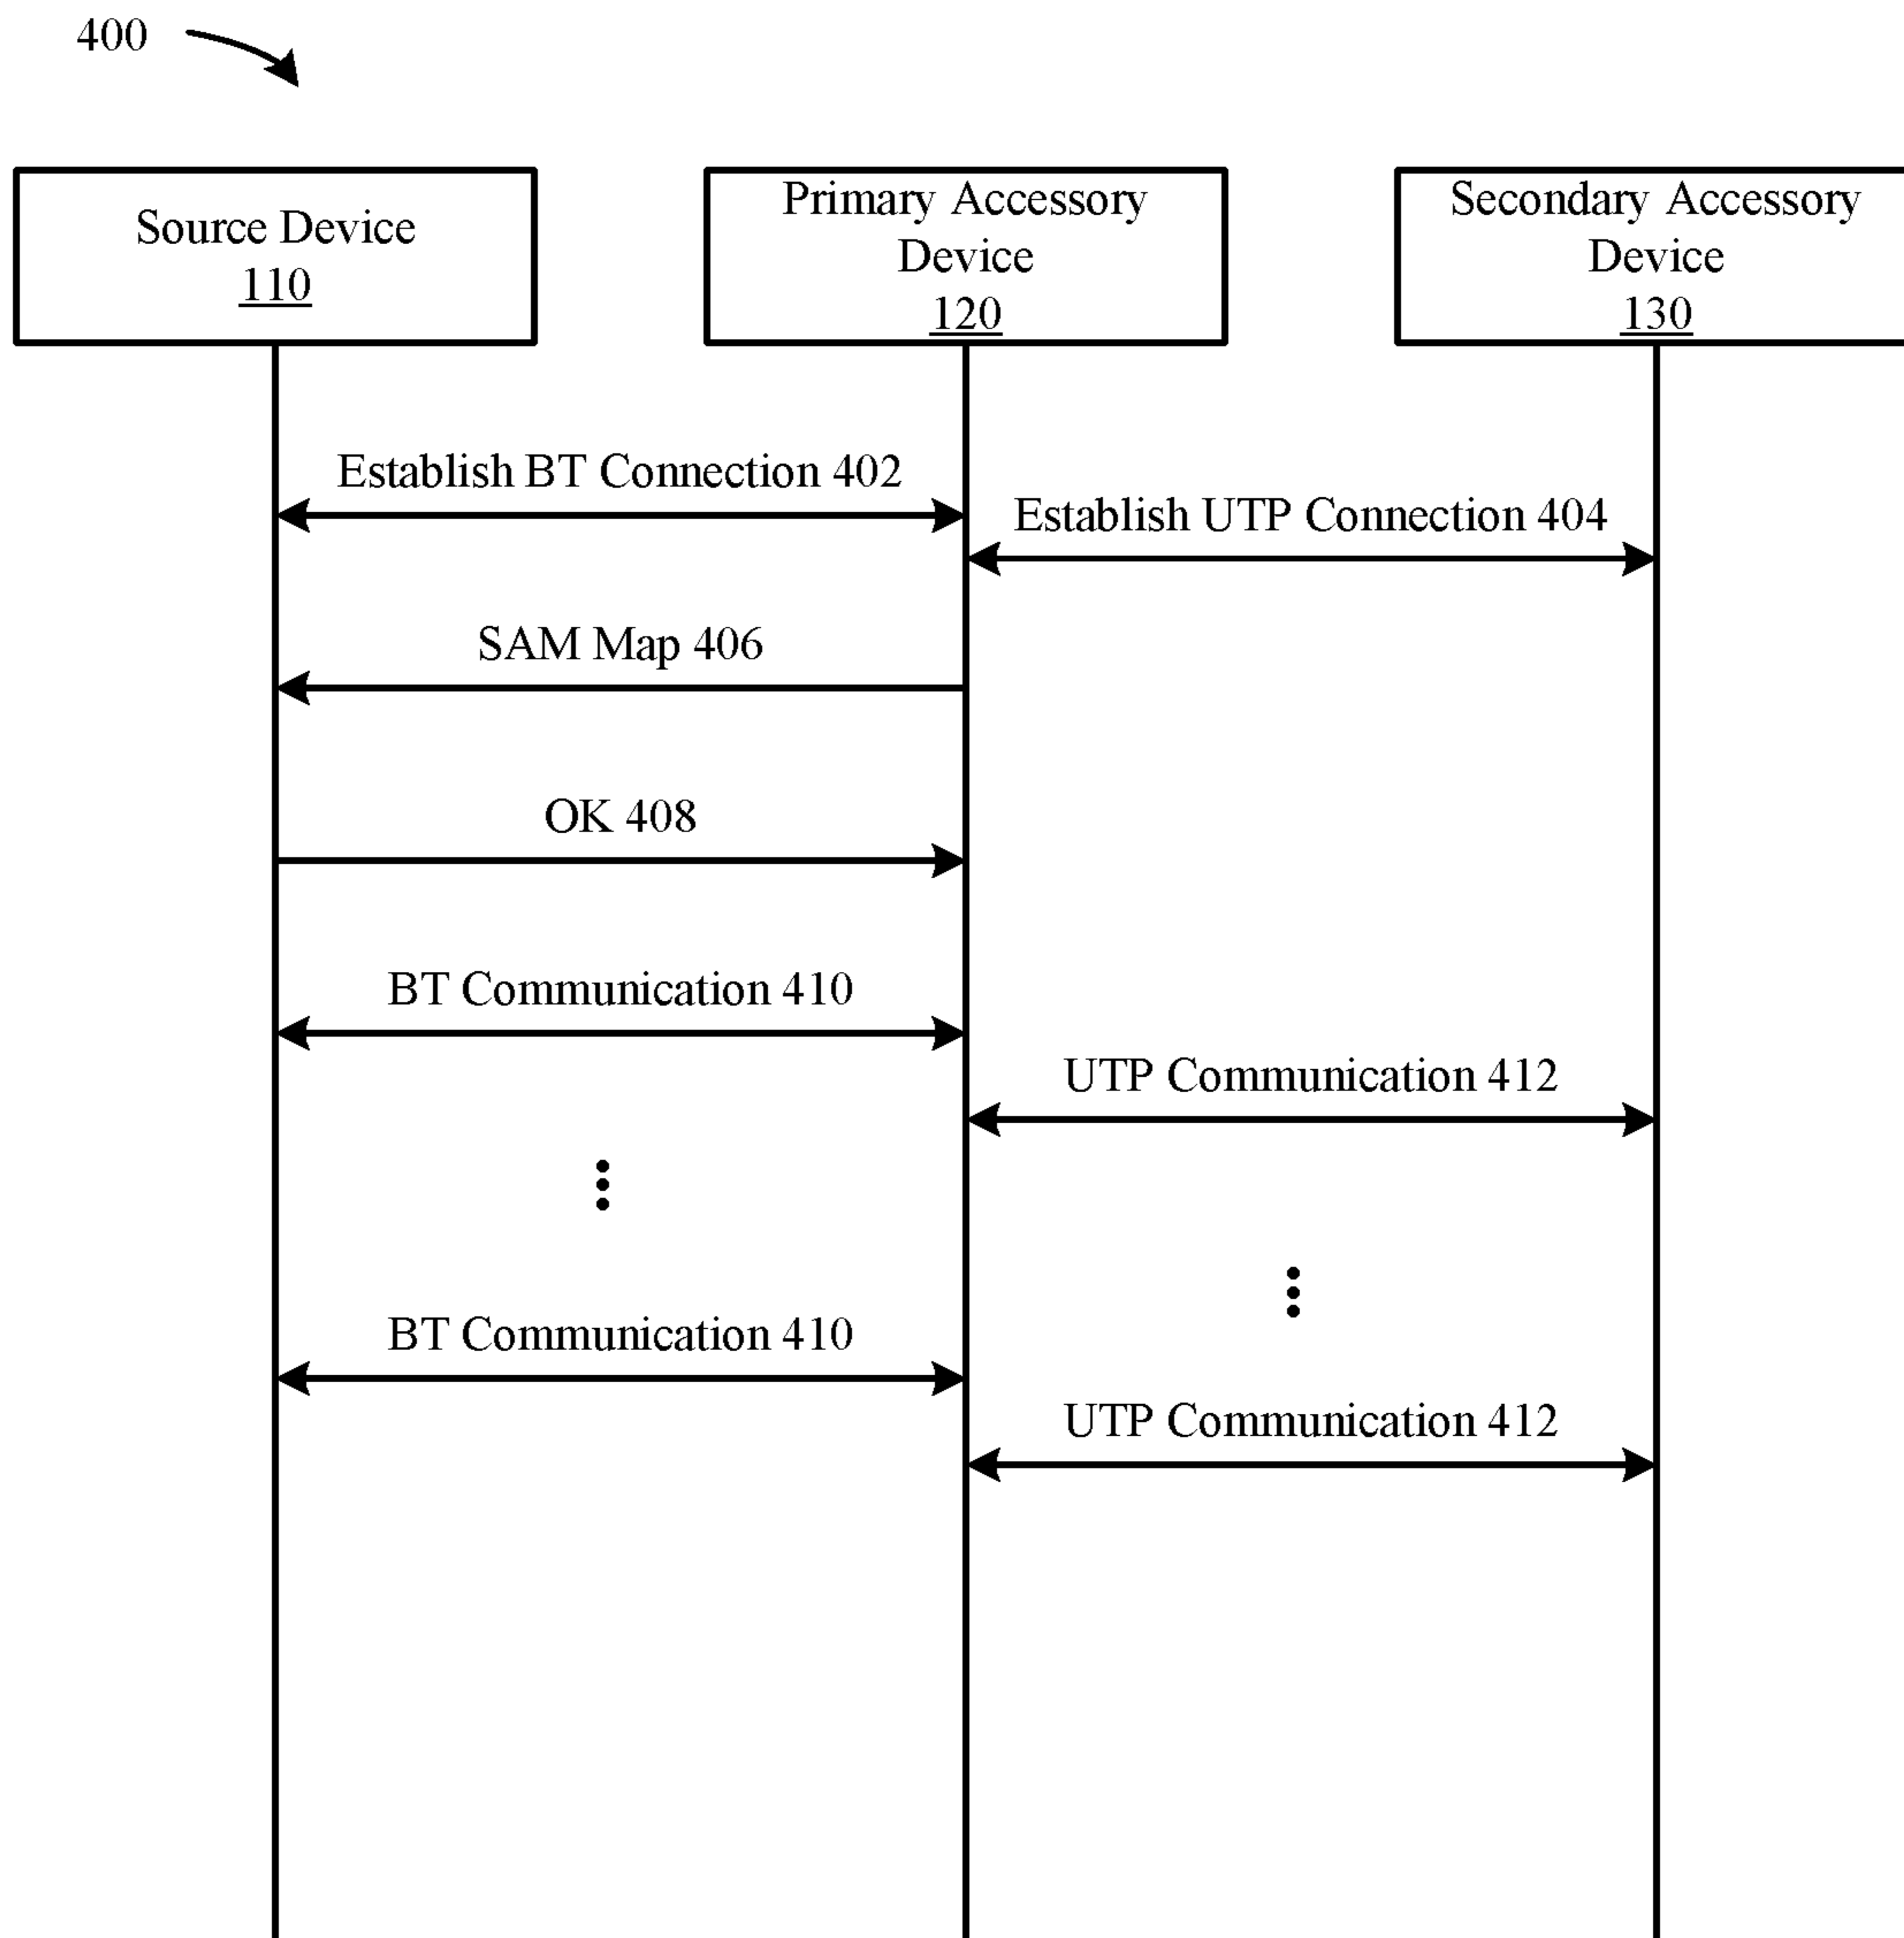 400
Source Device
110
Primary Accessory
Device
120
Secondary Accessory
Device
130
Establish BT Connection 402
Establish UTP Connection 404
SAM Map 406
OK 408
BT Communication 410
UTP Communication 412
BT Communication 410
UTP Communication 412